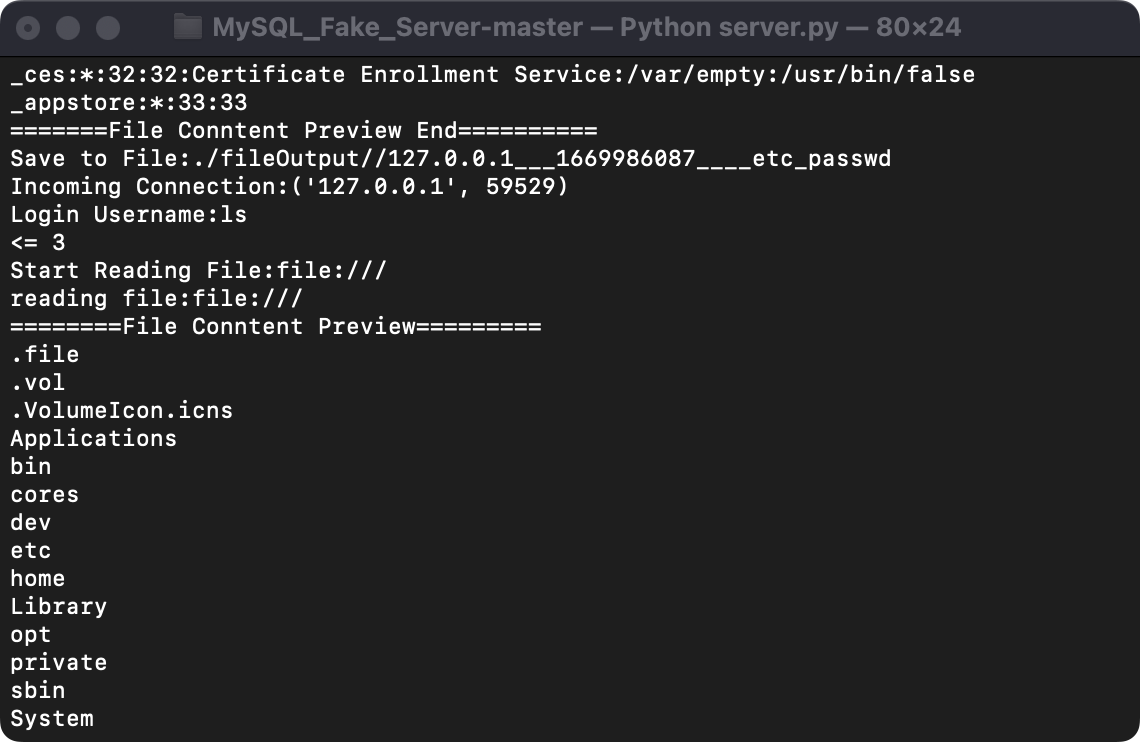 MySQL_Fake_Server-master — Python server.py — 80×24
_ces:*:32:32:Certificate Enrollment Service:/var/empty:/usr/bin/false
_appstore:*:33:33
=======File Conntent Preview End==========
Save to File:./fileOutput//127.0.0.1___1669986087____etc_passwd
Incoming Connection:('127.0.0.1', 59529)
Login Username:ls
<= 3
Start Reading File:file:///
reading file:file:///
========File Conntent Preview=========
.file
.vol
.VolumeIcon.icns
Applications
bin
cores
dev
etc
home
Library
opt
private
sbin
System